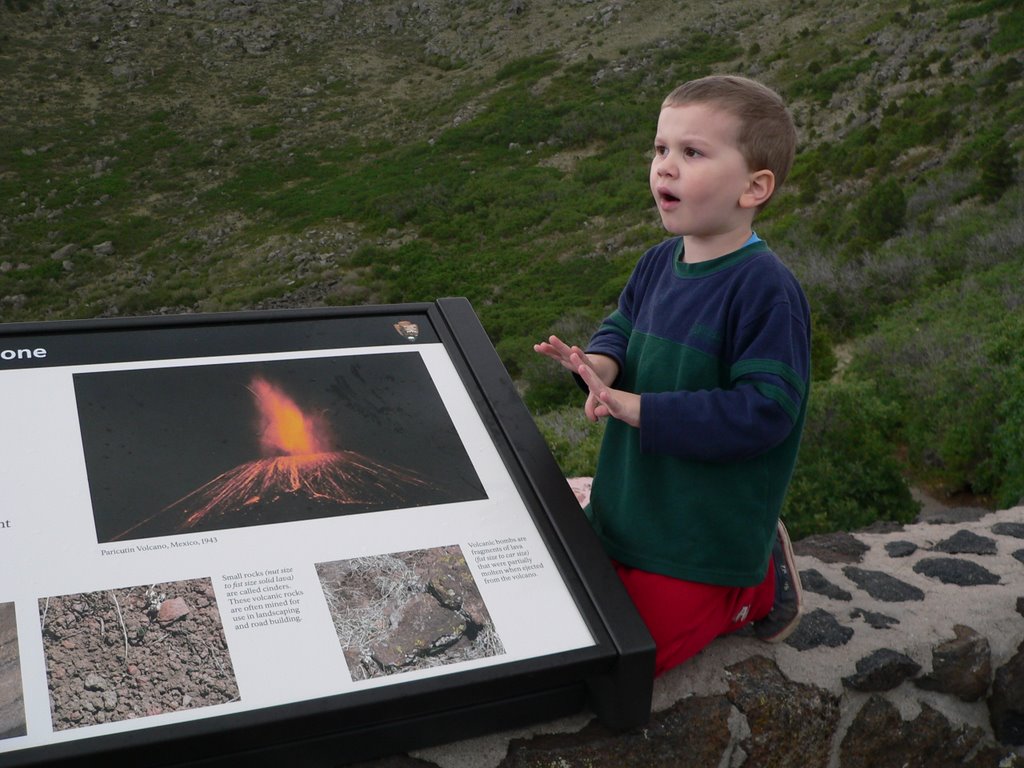 one
nt
Paricutin Volcano, Mexico, 1943
Small rocks (nut size
to fist size solid lava)
are called cinders.
These volcanic rocks
are often mined for
use in landscaping
and road building.
Volcanic bombs are
fragments of lava
(fist size to car size)
that were partially
molten when ejected
from the volcano.